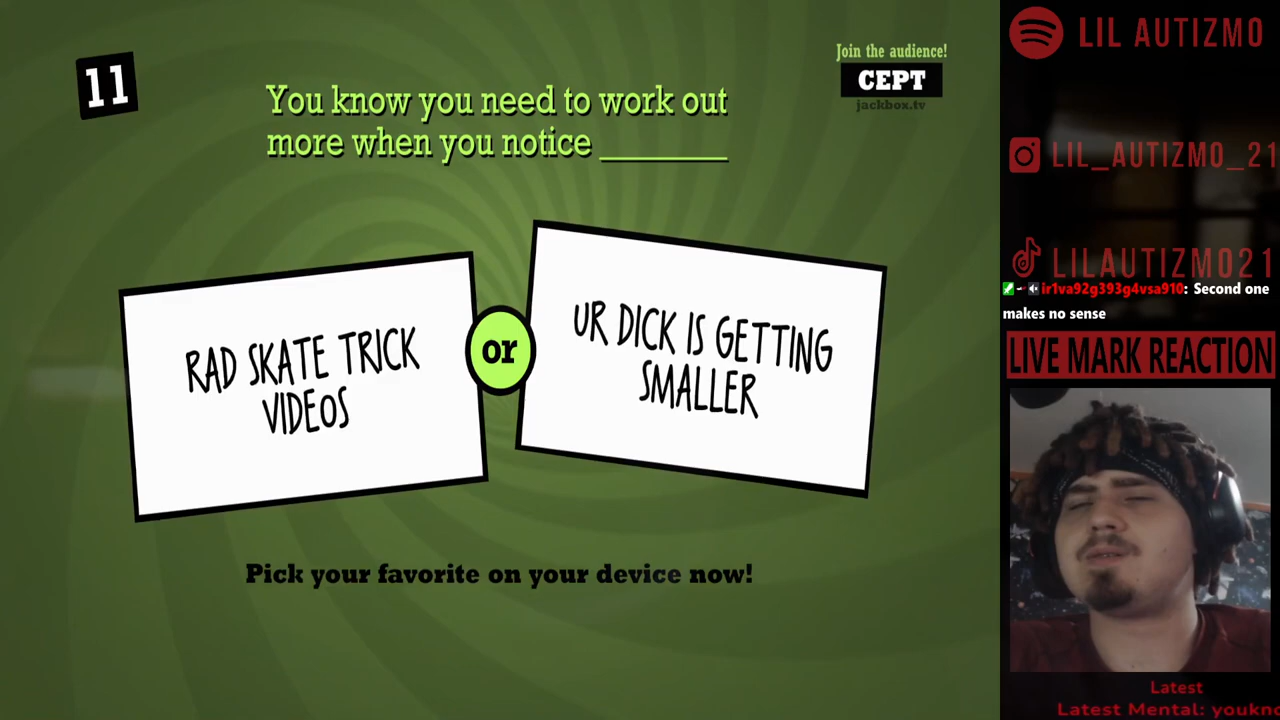 11
You know you need to work out
more when you notice ________
Join the audience!
CEPT
jackbox.tv
RAD SKATE TRICK
VIDEOS
or
UR DICK IS GETTING
SMALLER
Pick your favorite on your device now!
LIL AUTIZMO
LIL_AUTIZMO_21
LILAUTIZMO21
ir1va92g393g4vsa910: Second one
makes no sense
LIVE MARK REACTION
Latest
Latest Mental: youkno